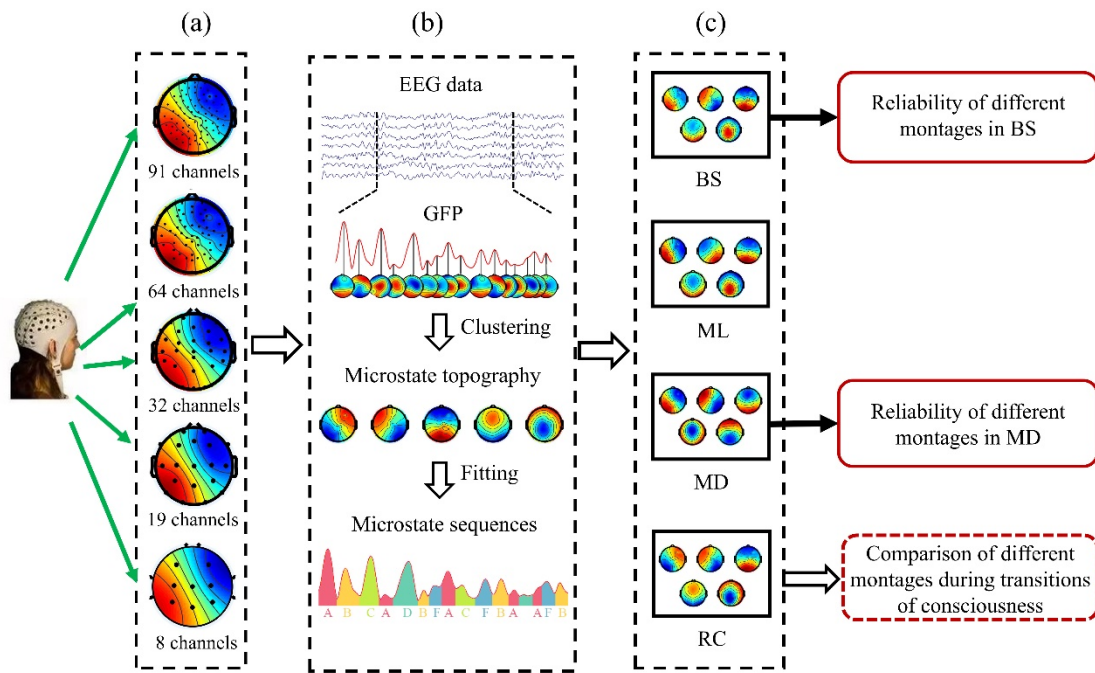 (a)
(b)
(c)
91 channels
64 channels
32 channels
19 channels
8 channels
EEG data
GFP
Clustering
Microstate topography
Fitting
Microstate sequences
A B C A D B F A C F B A A F B
BS
ML
MD
RC
Reliability of different
montages in BS
Reliability of different
montages in MD
Comparison of different
montages during transitions
of consciousness